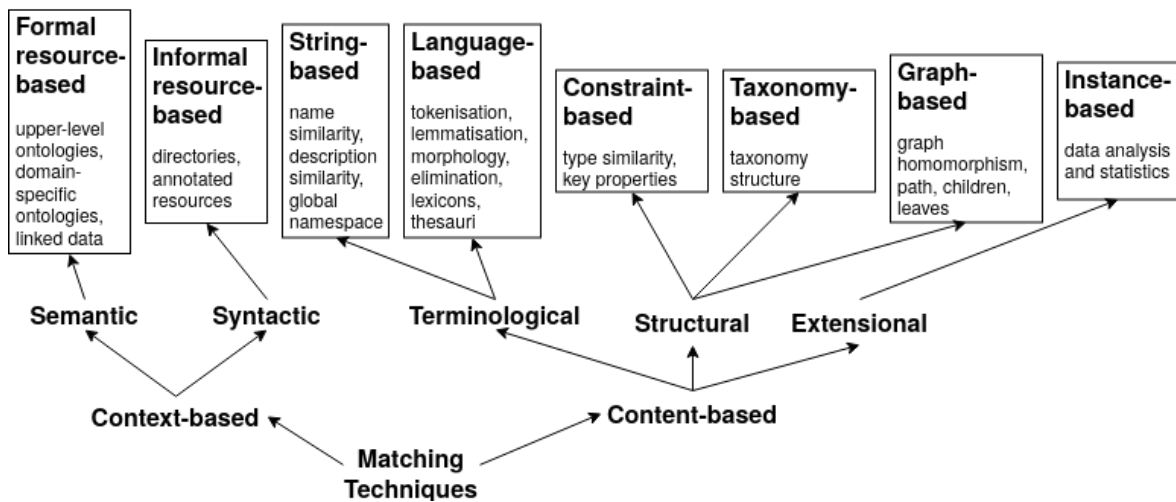 Formal
resource-
based
upper-level
ontologies,
domain-
specific
ontologies,
linked data
Informal
resource-
based
directories,
annotated
resources
String-
based
name
similarity,
description
similarity,
global
namespace
Language-
based
tokenisation,
lemmatisation,
morphology,
elimination,
lexicons,
thesauri
Constraint-
based
type similarity,
key properties
Taxonomy-
based
taxonomy
structure
Graph-
based
graph
homomorphism,
path, children,
leaves
Instance-
based
data analysis
and statistics
Semantic
Syntactic
Terminological
Structural
Extensional
Context-based
Content-based
Matching
Techniques